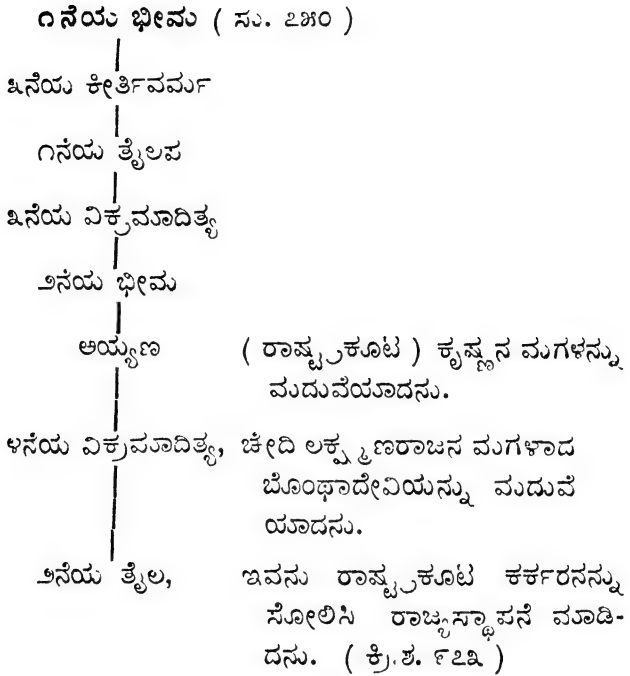 ೧ನೆಯ ಭೀಮ ( ಸು. ೭೫೦ )
೩ನೆಯ ಕೀರ್ತಿವರ್ಮ
೧ನೆಯ ತೈಲಪ
೩ನೆಯ ವಿಕ್ರಮಾದಿತ್ಯ
೨ನೆಯ ಭೀಮ
ಅಯ್ಯಣ ( ರಾಷ್ಟ್ರಕೂಟ ) ಕೃಷ್ಣನ ಮಗಳನ್ನು
ಮದುವೆಯಾದನು.
೪ನೆಯ ವಿಕ್ರಮಾದಿತ್ಯ, ಚೇದಿ ಲಕ್ಷ್ಮಣರಾಜನ ಮಗಳಾದ
ಬೊಂಥಾದೇವಿಯನ್ನು ಮದುವೆ
ಯಾದನು.
೨ನೆಯ ತೈಲ, ಇವನು ರಾಷ್ಟ್ರಕೂಟ ಕರ್ಕರನನ್ನು
ಸೋಲಿಸಿ ರಾಜ್ಯಸ್ಥಾಪನೆ ಮಾಡಿ-
ದನು. ( ಕ್ರಿ.ಶ. ೯೭೩ )